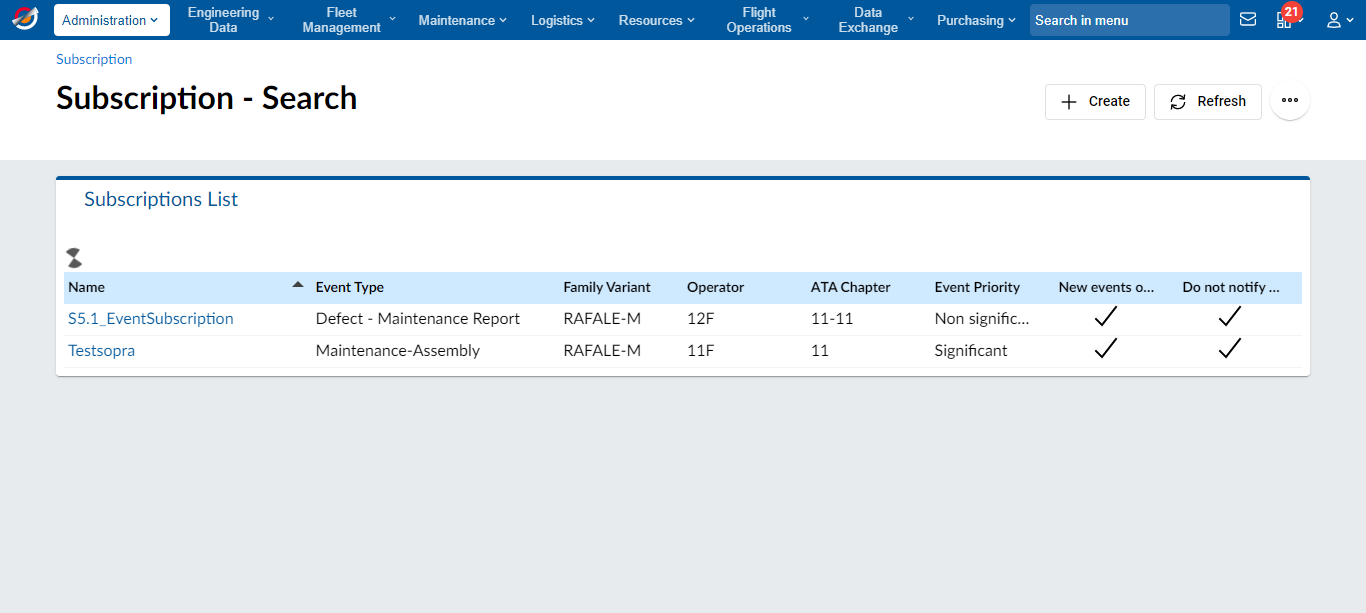 Administration
Engineering Data
Fleet Management
Maintenance
Logistics
Resources
Flight Operations
Data Exchange
Purchasing
Search in menu
21
Subscription
Subscription - Search
Create
Refresh
Subscriptions List
Name Event Type Family Variant Operator ATA Chapter Event Priority New events o... Do not notify ...
S5.1_EventSubscription Defect - Maintenance Report RAFALE-M 12F 11-11 Non signific...
Testsopra Maintenance-Assembly RAFALE-M 11F 11 Significant